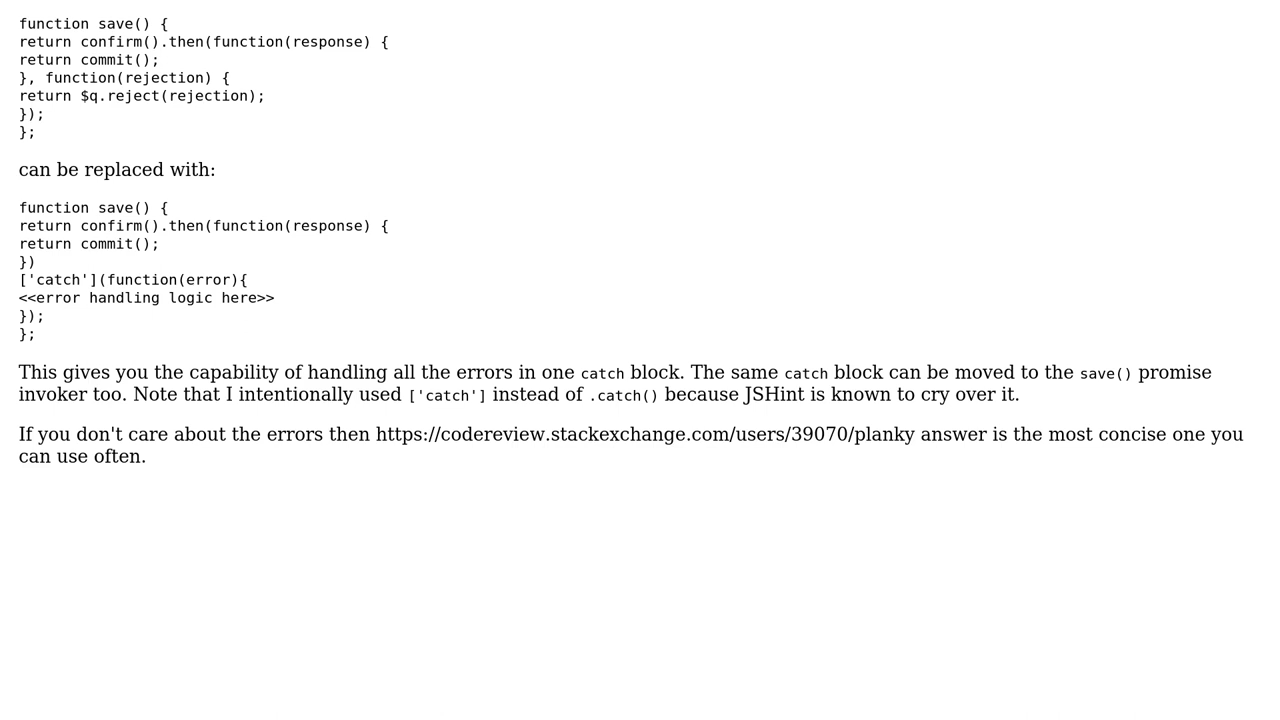 function save() {
return confirm().then(function(response) {
return commit();
}, function(rejection) {
return $q.reject(rejection);
});
};
can be replaced with:
function save() {
return confirm().then(function(response) {
return commit();
})
['catch'](function(error){
<<error handling logic here>>
});
};
This gives you the capability of handling all the errors in one catch block. The same catch block can be moved to the save() promise
invoker too. Note that I intentionally used ['catch'] instead of .catch() because JSHint is known to cry over it.
If you don't care about the errors then https://codereview.stackexchange.com/users/39070/planky answer is the most concise one you
can use often.